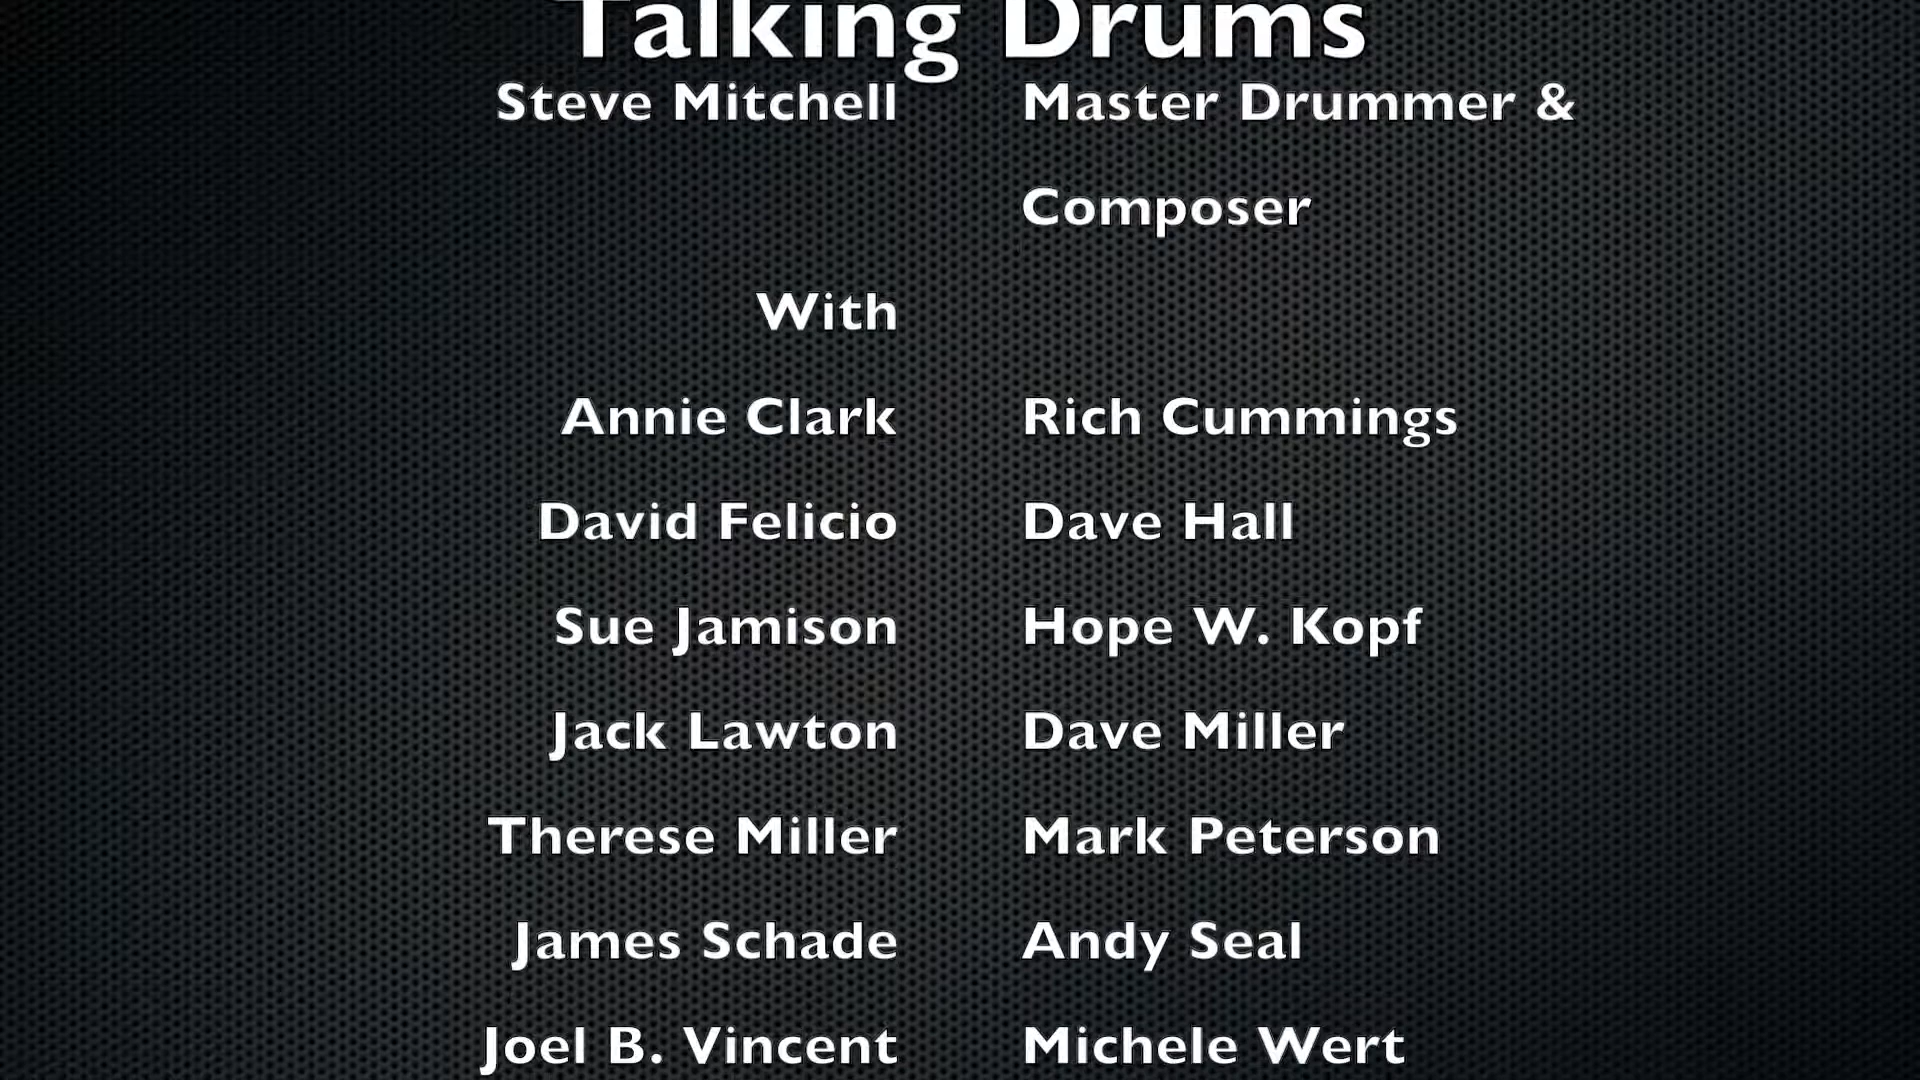 Talking Drums
Steve Mitchell Master Drummer &
Composer
With
Annie Clark Rich Cummings
David Felicio Dave Hall
Sue Jamison Hope W. Kopf
Jack Lawton Dave Miller
Therese Miller Mark Peterson
James Schade Andy Seal
Joel B. Vincent Michele Wert